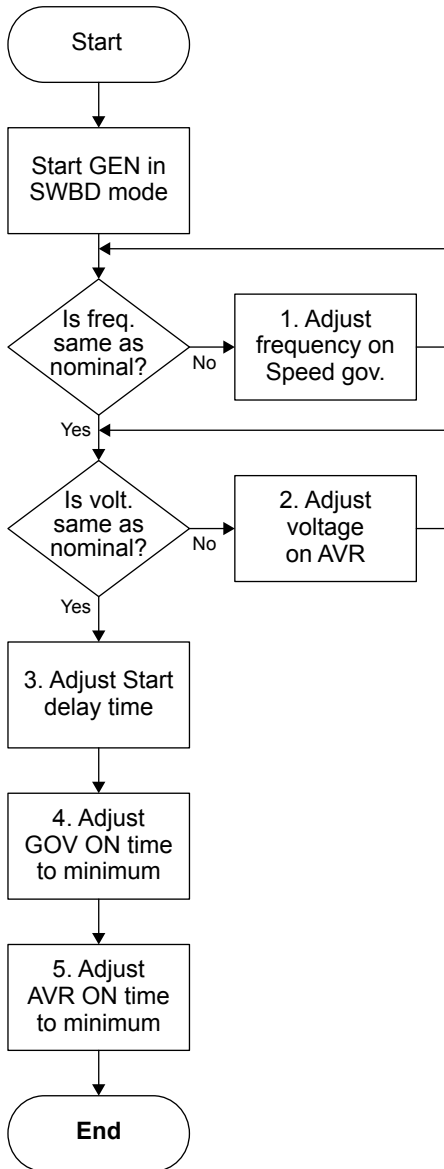 Start
Start GEN in
SWBD mode
Is freq.
same as
nominal?
No
1. Adjust
frequency on
Speed gov.
Yes
Is volt.
same as
nominal?
No
2. Adjust
voltage
on AVR
Yes
3. Adjust Start
delay time
4. Adjust
GOV ON time
to minimum
5. Adjust
AVR ON time
to minimum
End